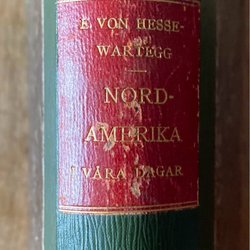 E. VON HESSE-
WARTEGG
NORD-
AMERIKA
I VÅRA DAGAR